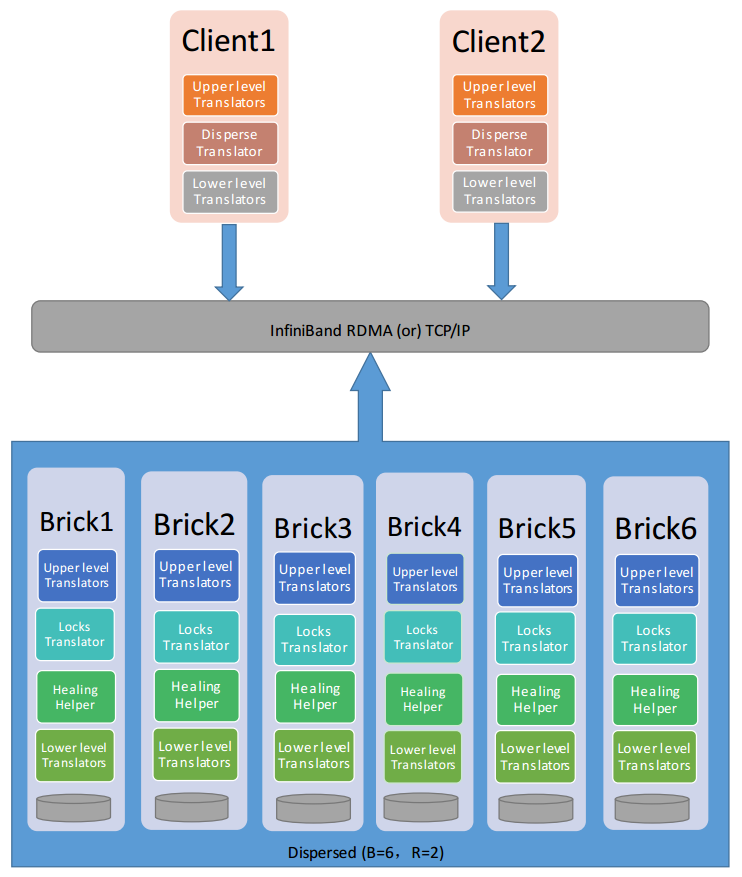 Client1
Upper level
Translators
Disperse
Translator
Lower level
Translators
Client2
Upper level
Translators
Disperse
Translator
Lower level
Translators
InfiniBand RDMA (or) TCP/IP
Brick1
Upper level
Translators
Locks
Translator
Healing
Helper
Lower level
Translators
Brick2
Upper level
Translators
Locks
Translator
Healing
Helper
Lower level
Translators
Brick3
Upper level
Translators
Locks
Translator
Healing
Helper
Lower level
Translators
Brick4
Upper level
Translators
Locks
Translator
Healing
Helper
Lower level
Translators
Brick5
Upper level
Translators
Locks
Translator
Healing
Helper
Lower level
Translators
Brick6
Upper level
Translators
Locks
Translator
Healing
Helper
Lower level
Translators
Dispersed (B=6，R=2)